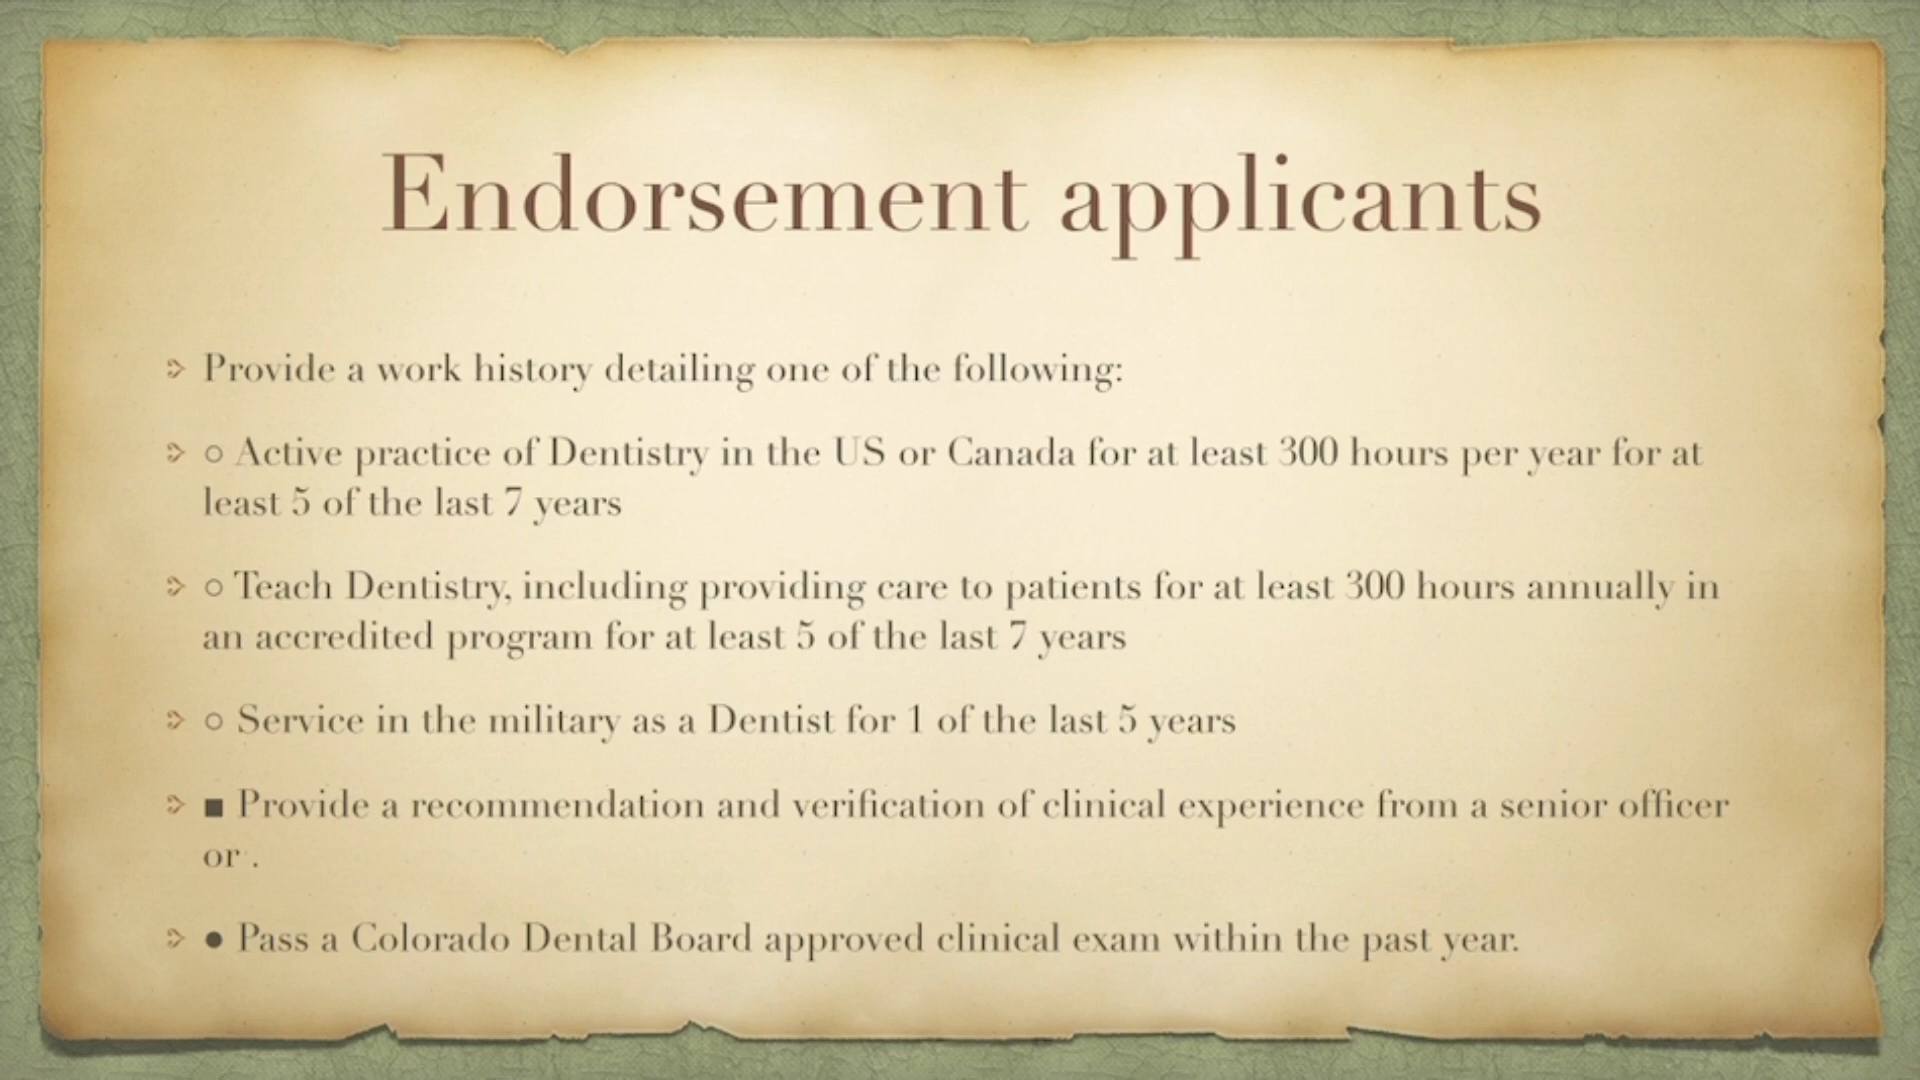 Endorsement applicants
Provide a work history detailing one of the following:
○ Active practice of Dentistry in the US or Canada for at least 300 hours per year for at
least 5 of the last 7 years
○ Teach Dentistry, including providing care to patients for at least 300 hours annually in
an accredited program for at least 5 of the last 7 years
○ Service in the military as a Dentist for 1 of the last 5 years
■ Provide a recommendation and verification of clinical experience from a senior officer
or .
● Pass a Colorado Dental Board approved clinical exam within the past year.